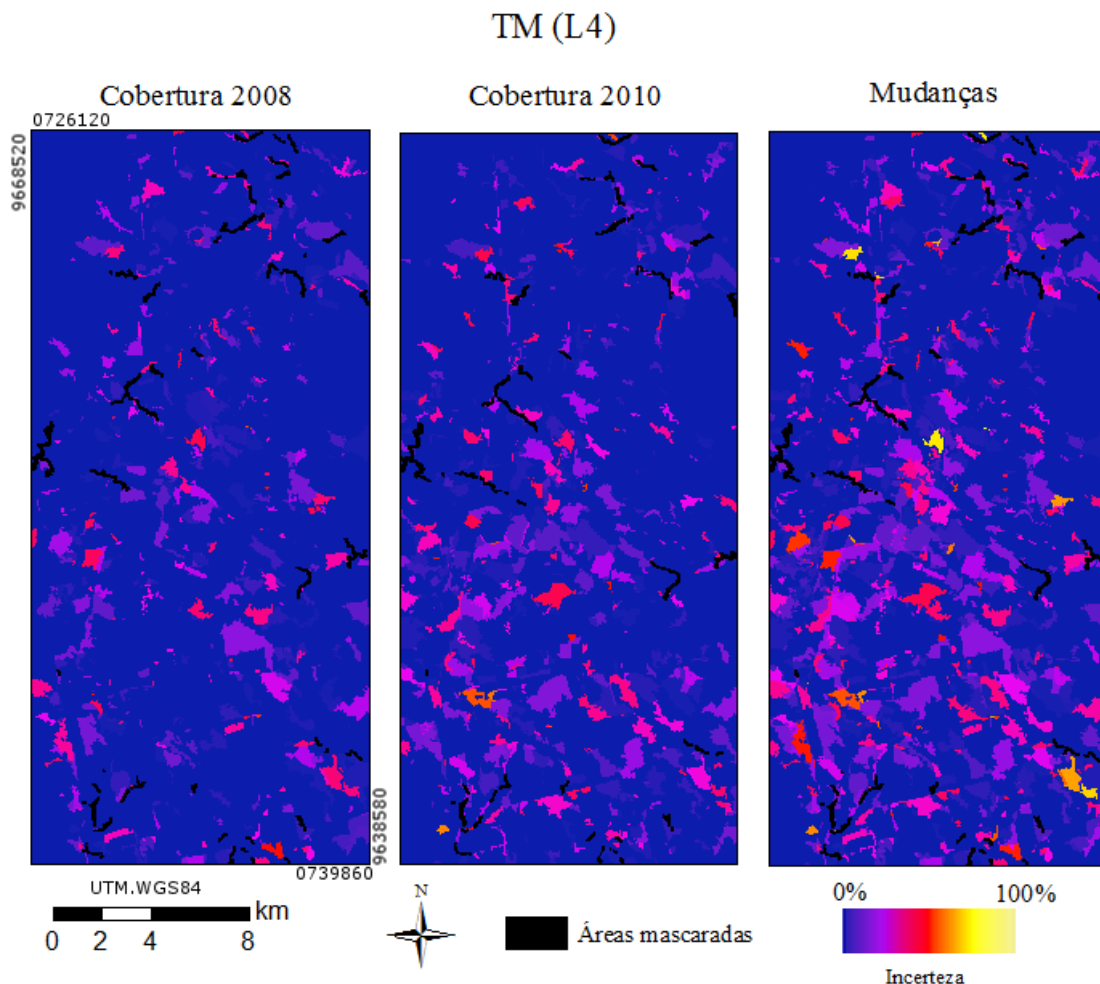 TM (L4)
Cobertura 2008
Cobertura 2010
Mudanças
0726120
9668520
9638580
0739860
UTM.WGS84
km
0 2 4 8
N
Áreas mascaradas
0% 100%
Incerteza